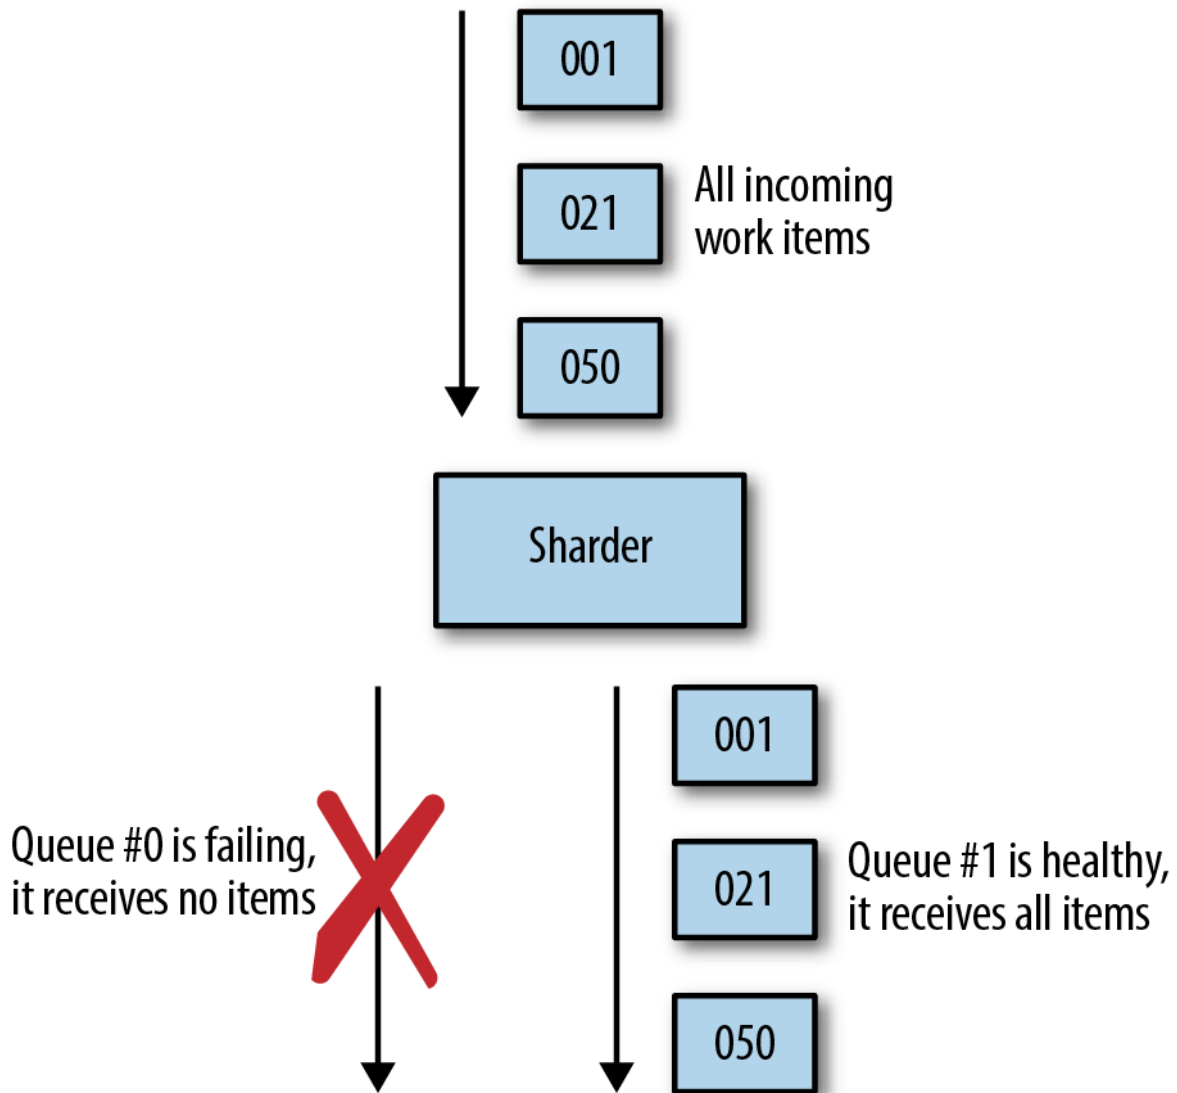 001
021
All incoming
work items
050
Sharder
001
Queue #0 is failing,
it receives no items
021
Queue #1 is healthy,
it receives all items
050